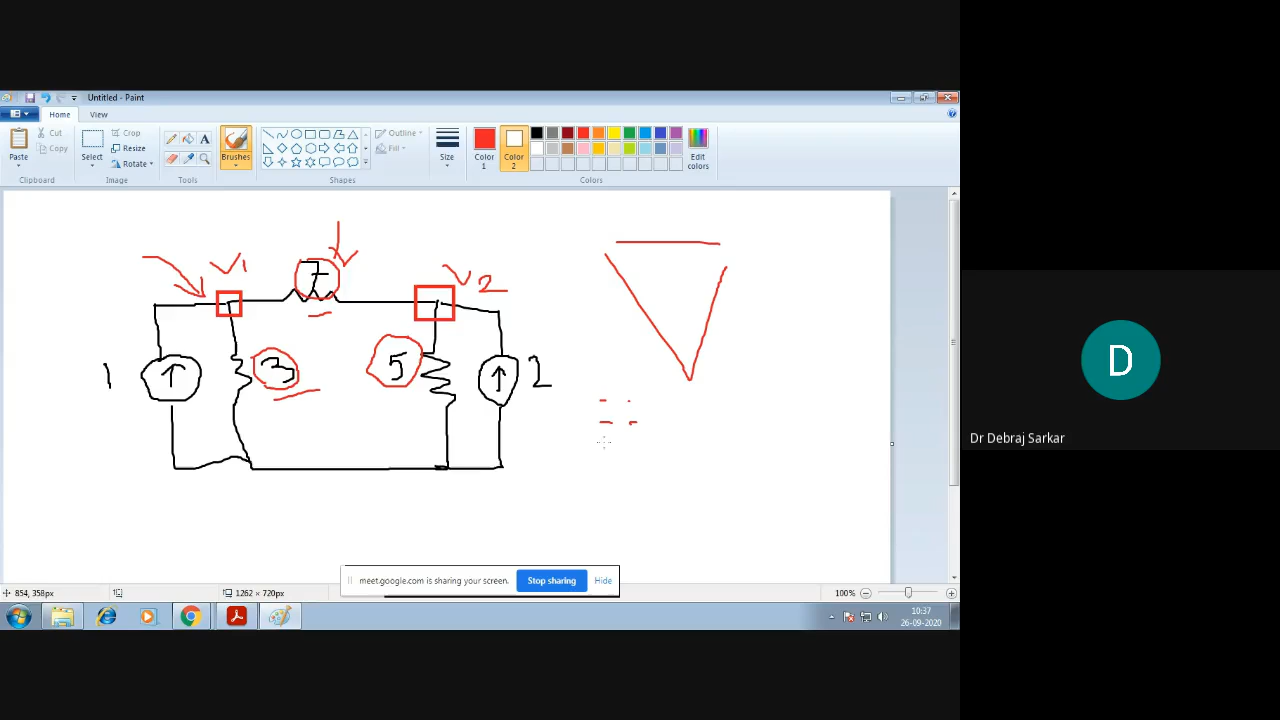 Untitled - Paint
Home
View
Paste
Cut
Copy
Clipboard
Select
Crop
Resize
Rotate
Image
A
Tools
Brushes
Outline
Fill
Shapes
Size
Color
1
Color
2
Edit
colors
Colors
V1
7
V2
1
3
5
2
Dr Debraj Sarkar
D
meet.google.com is sharing your screen.
Stop sharing
Hide
854, 358px
1262 × 720px
100%
10:37
26-09-2020